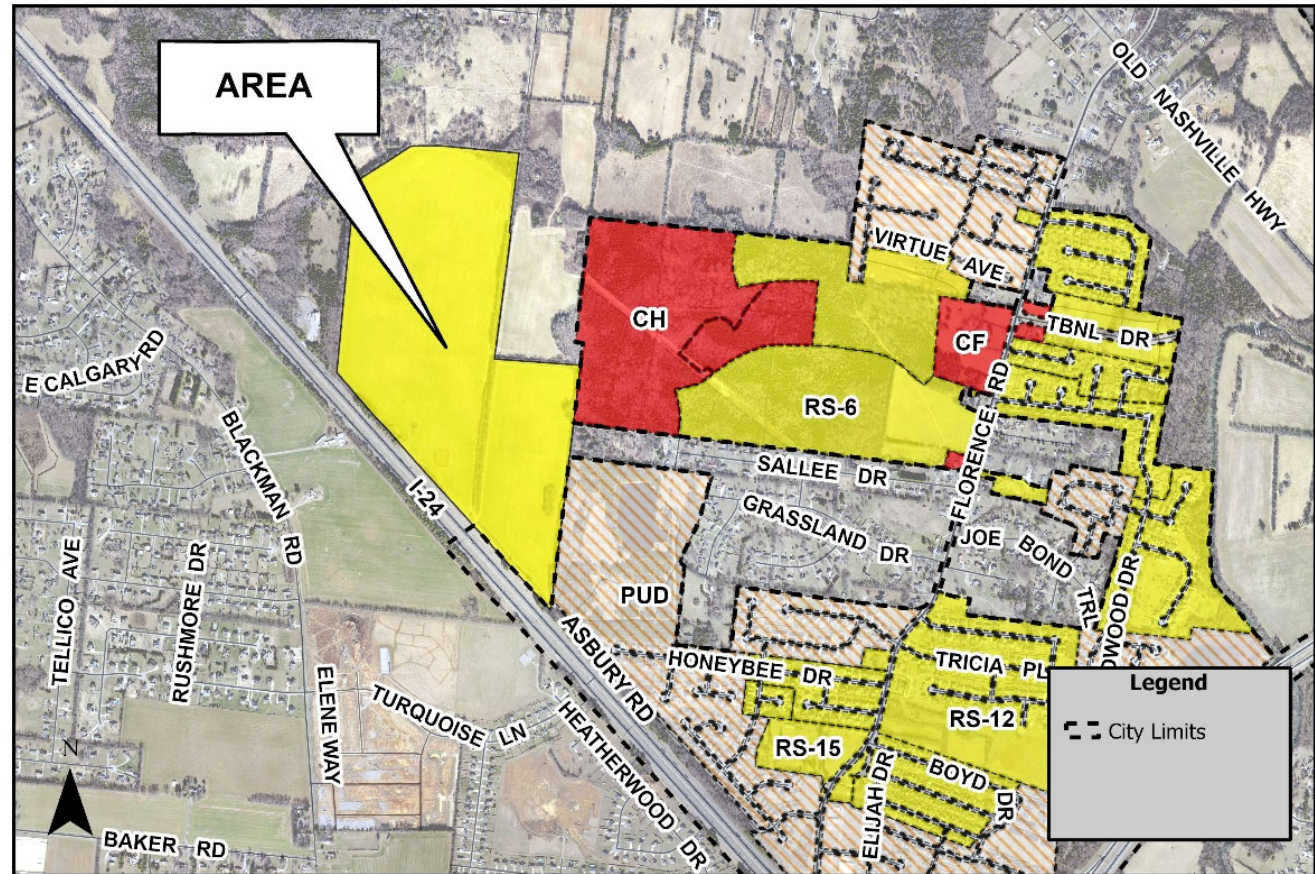 AREA
OLD NASHVILLE HWY
VIRTUE AVE
CH
CF
TBNL DR
E CALGARY RD
RS-6
FLORENCE RD
BLACKMAN RD
SALLEE DR
I-24
GRASSLAND DR
JOE BOND TRL
TELLICO AVE
RUSHMORE DR
PUD
ASBURY RD
DWOOD DR
HONEYBEE DR
TRICIA PL
ELENE WAY
TURQUOISE LN
HEATHERWOOD DR
RS-12
RS-15
BOYD DR
ELIJAH DR
N
BAKER RD
Legend
City Limits